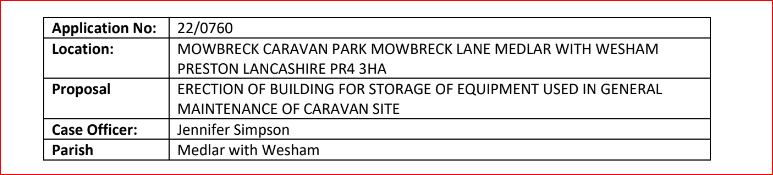 Application No: 22/0760
Location: MOWBRECK CARAVAN PARK MOWBRECK LANE MEDLAR WITH WESHAM
PRESTON LANCASHIRE PR4 3HA
Proposal ERECTION OF BUILDING FOR STORAGE OF EQUIPMENT USED IN GENERAL
MAINTENANCE OF CARAVAN SITE
Case Officer: Jennifer Simpson
Parish Medlar with Wesham